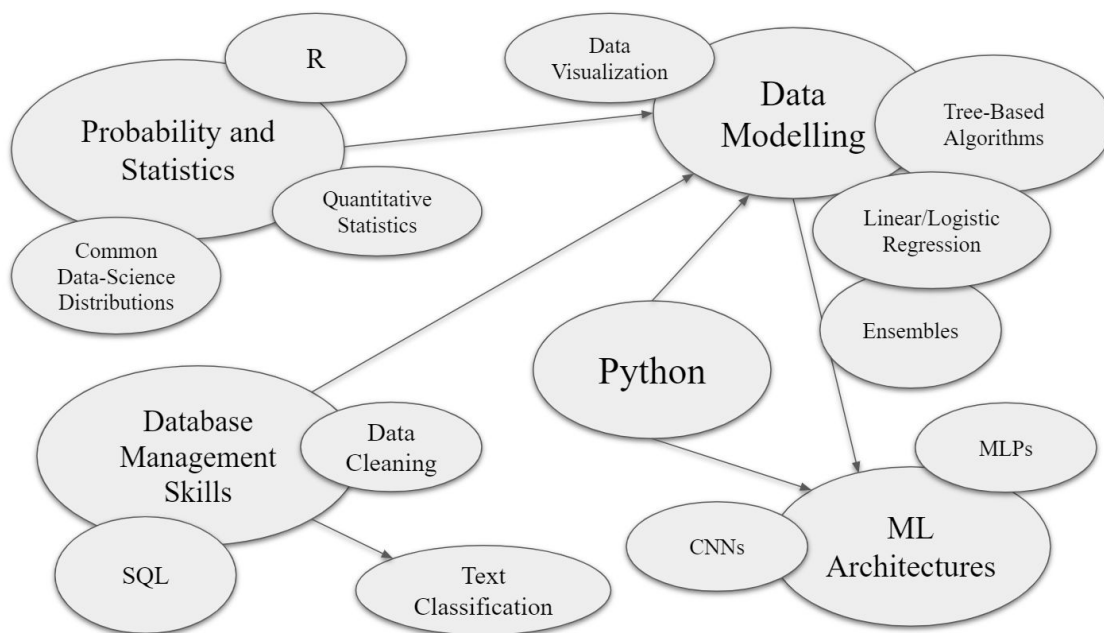 R
Probability and
Statistics
Quantitative
Statistics
Common
Data-Science
Distributions
Data
Visualization
Data
Modelling
Tree-Based
Algorithms
Linear/Logistic
Regression
Ensembles
Python
Database
Management
Skills
Data
Cleaning
SQL
Text
Classification
MLPs
CNNs
ML
Architectures